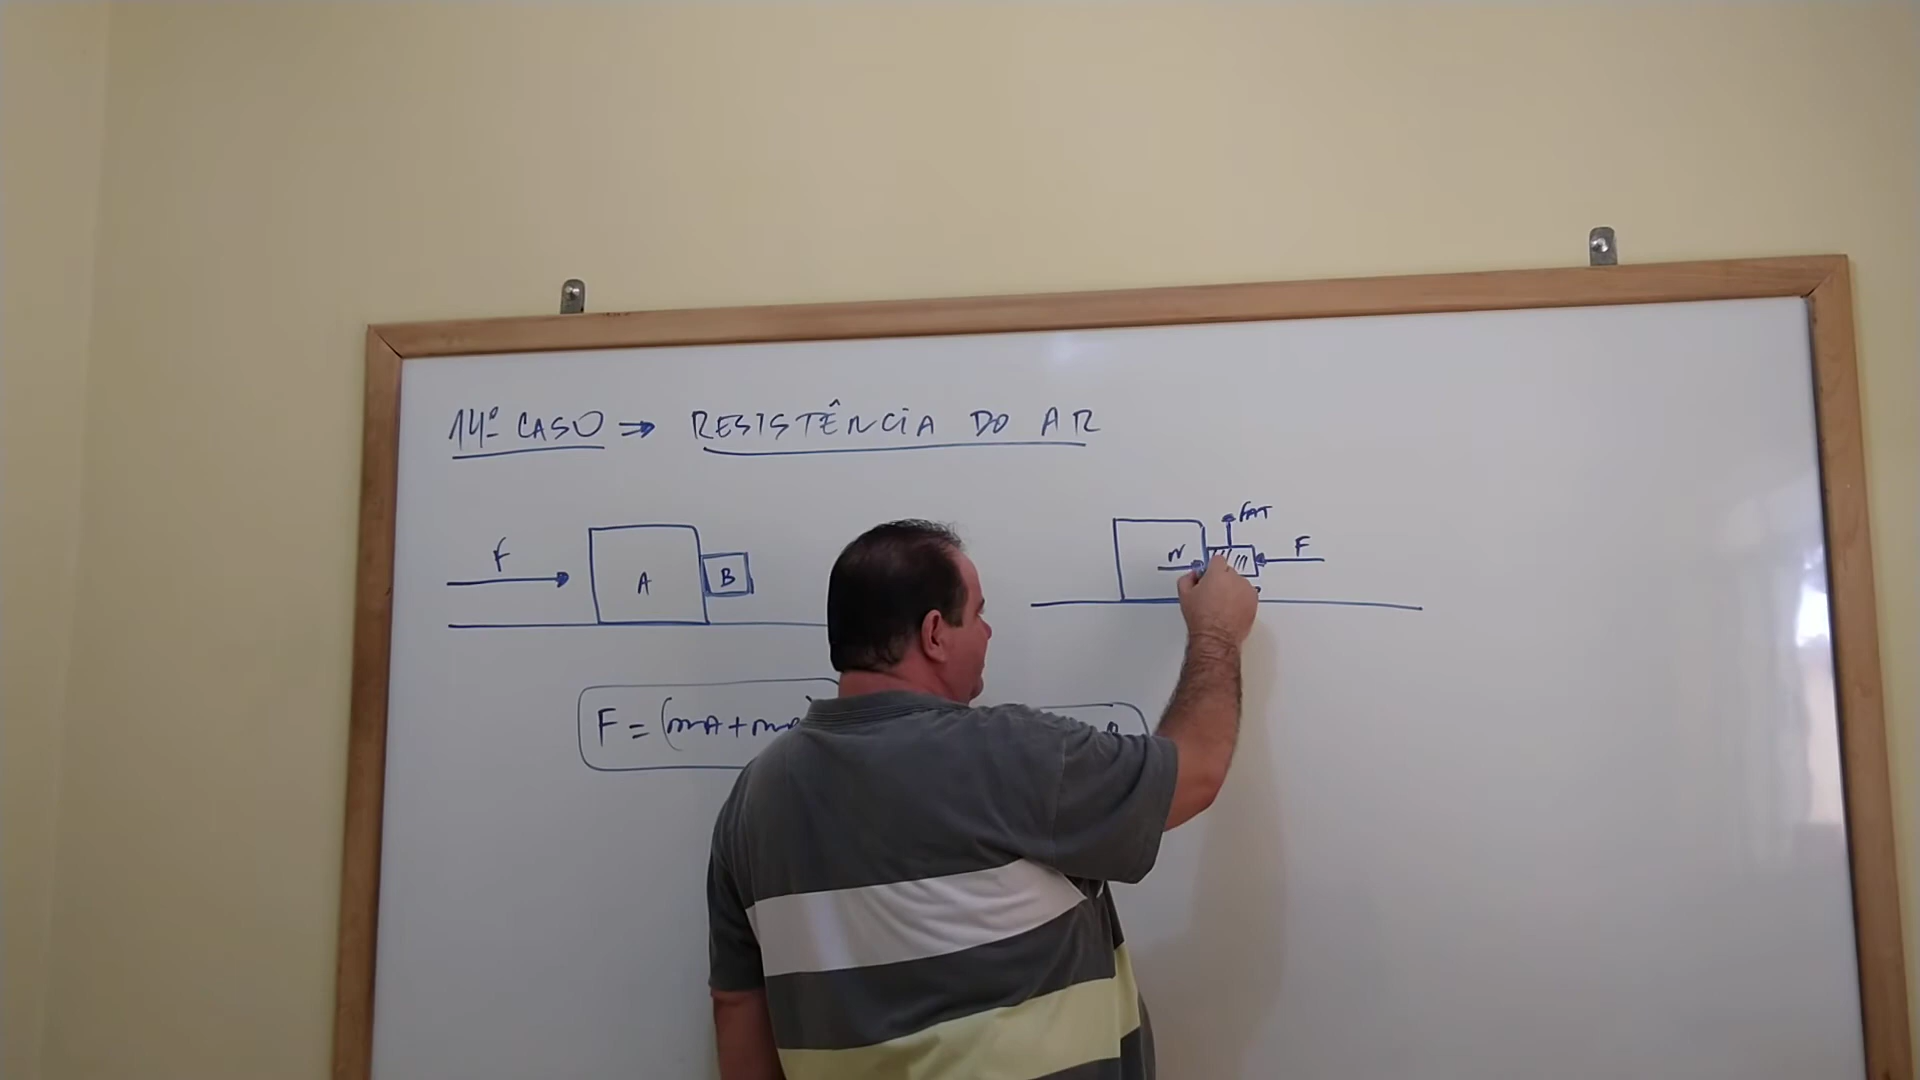 14º CASO ⇒ RESISTÊNCIA DO AR
F
A
B
N
FAT
F
F = (mA+m